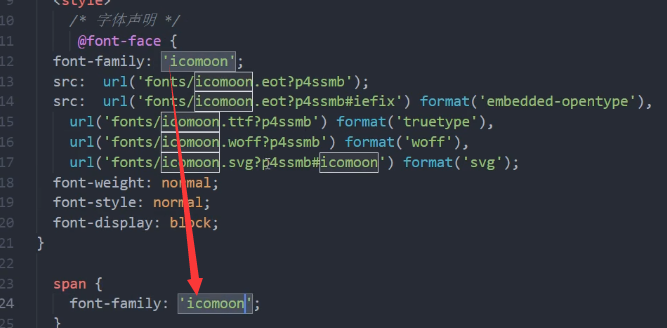 9 <style>
10 /* 字体声明 */
11 @font-face {
12 font-family: 'icomoon';
13 src: url('fonts/icomoon.eot?p4ssmb');
14 src: url('fonts/icomoon.eot?p4ssmb#iefix') format('embedded-opentype'),
15 url('fonts/icomoon.ttf?p4ssmb') format('truetype'),
16 url('fonts/icomoon.woff?p4ssmb') format('woff'),
17 url('fonts/icomoon.svg?p4ssmb#icomoon') format('svg');
18 font-weight: normal;
19 font-style: normal;
20 font-display: block;
21 }
22
23 span {
24 font-family: 'icomoon';
25 }